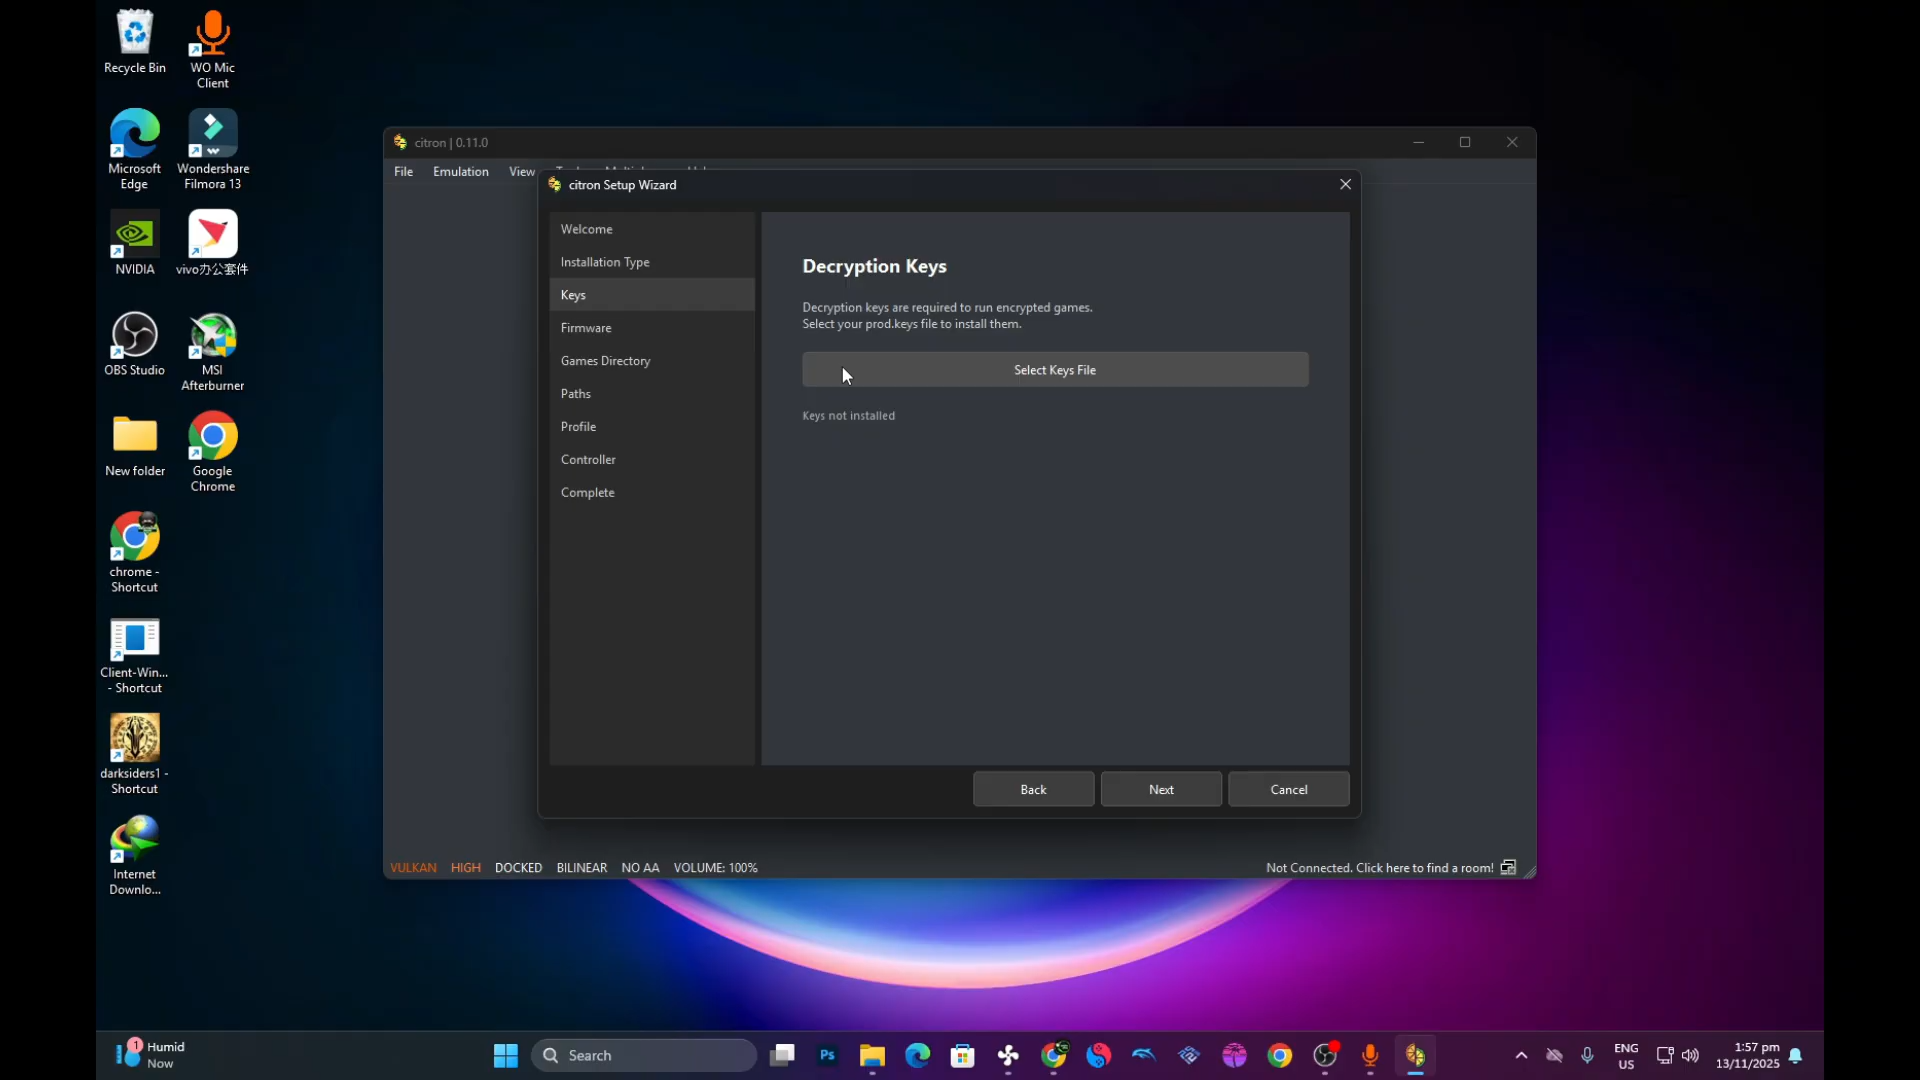 Recycle Bin
WO Mic
Client
Microsoft
Edge
Wondershare
Filmora 13
NVIDIA
vivo办公套件
OBS Studio
MSI
Afterburner
New folder
Google
Chrome
chrome -
Shortcut
Client-Win...
- Shortcut
darksiders1 -
Shortcut
Internet
Downlo...
citron | 0.11.0
File Emulation View
citron Setup Wizard
Welcome
Installation Type
Keys
Firmware
Games Directory
Paths
Profile
Controller
Complete
Decryption Keys
Decryption keys are required to run encrypted games.
Select your prod.keys file to install them.
Select Keys File
Keys not installed
Back Next Cancel
VULKAN HIGH DOCKED BILINEAR NO AA VOLUME: 100%
Not Connected. Click here to find a room!
1
Humid
Now
Search
Ps
ENG
US
1:57 pm
13/11/2025